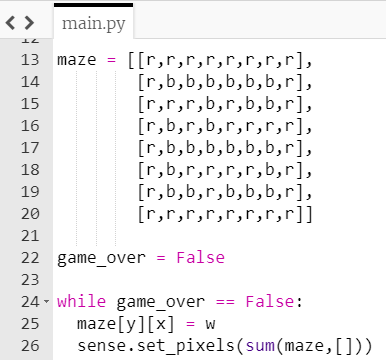 main.py
12
13 maze = [[r,r,r,r,r,r,r,r],
14 [r,b,b,b,b,b,b,r],
15 [r,r,r,b,r,b,b,r],
16 [r,b,r,b,r,r,r,r],
17 [r,b,b,b,b,b,b,r],
18 [r,b,r,r,r,r,b,r],
19 [r,b,b,r,b,b,b,r],
20 [r,r,r,r,r,r,r,r]]
21
22 game_over = False
23
24 while game_over == False:
25 maze[y][x] = w
26 sense.set_pixels(sum(maze,[]))